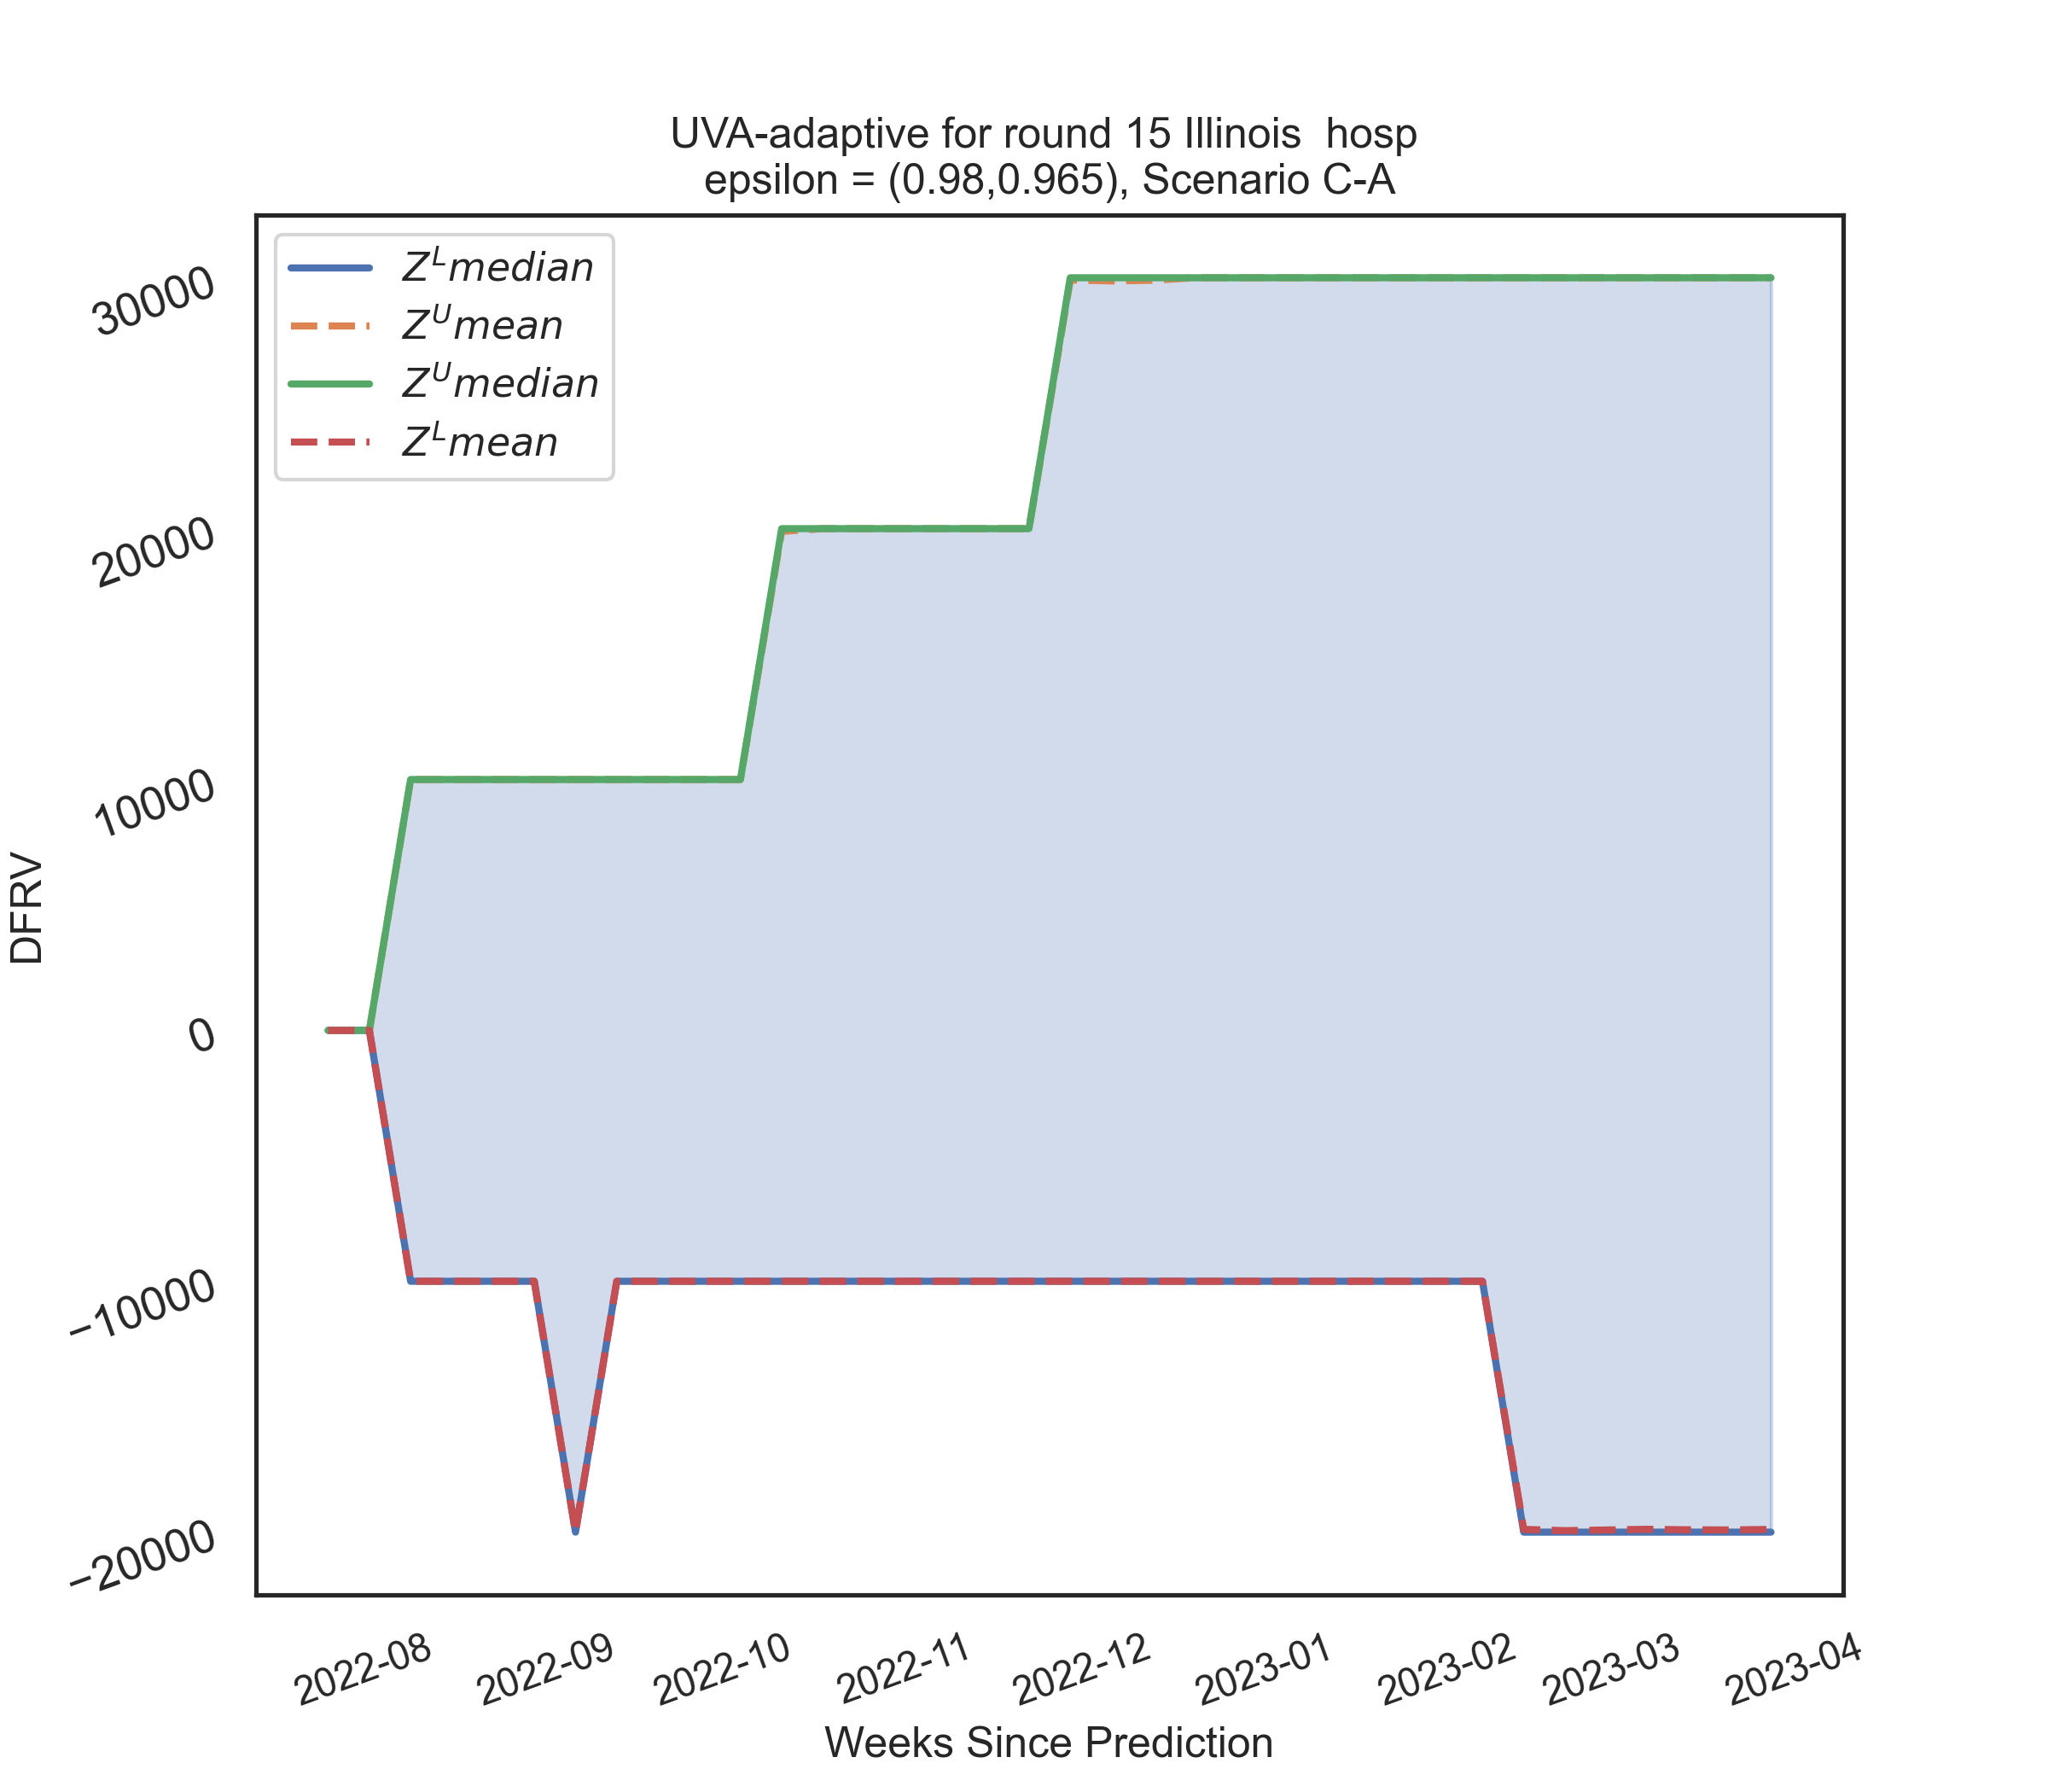 UVA-adaptive for round 15 Illinois  hosp
epsilon = (0.98,0.965), Scenario C-A
Z^L median
Z^U mean
Z^U median
Z^L mean
30000
20000
10000
0
−10000
−20000
DFRV
2022-08
2022-09
2022-10
2022-11
2022-12
2023-01
2023-02
2023-03
2023-04
Weeks Since Prediction